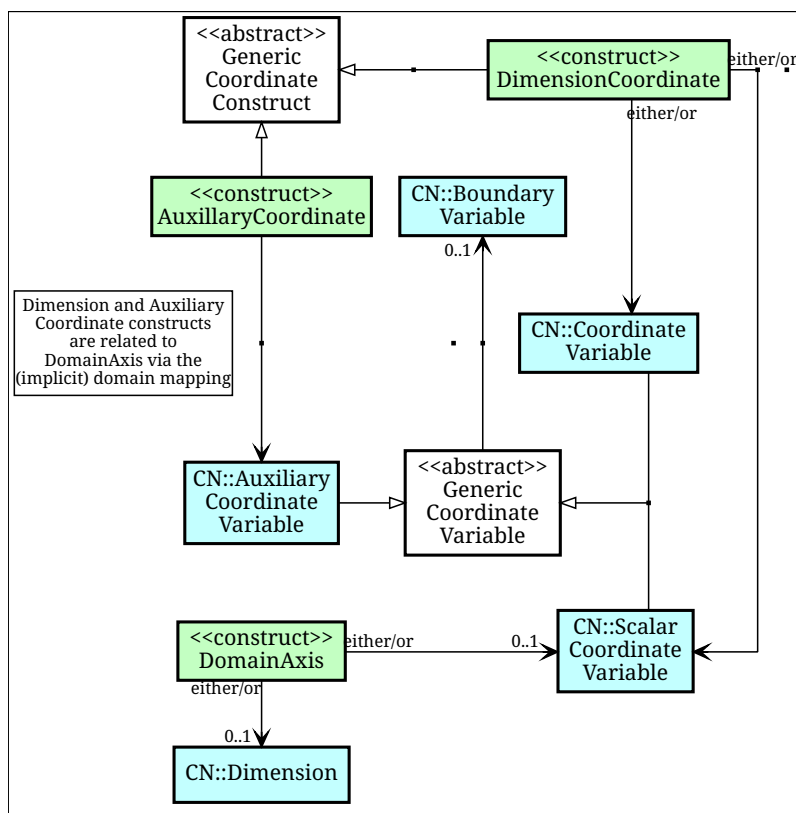 <<abstract>>
Generic
Coordinate
Construct
<<construct>>
DimensionCoordinate
either/or
either/or
<<construct>>
AuxillaryCoordinate
CN::Boundary
Variable
0..1
Dimension and Auxiliary
Coordinate constructs
are related to
DomainAxis via the
(implicit) domain mapping
CN::Coordinate
Variable
CN::Auxiliary
Coordinate
Variable
<<abstract>>
Generic
Coordinate
Variable
<<construct>>
DomainAxis
either/or
0..1
CN::Scalar
Coordinate
Variable
either/or
0..1
CN::Dimension